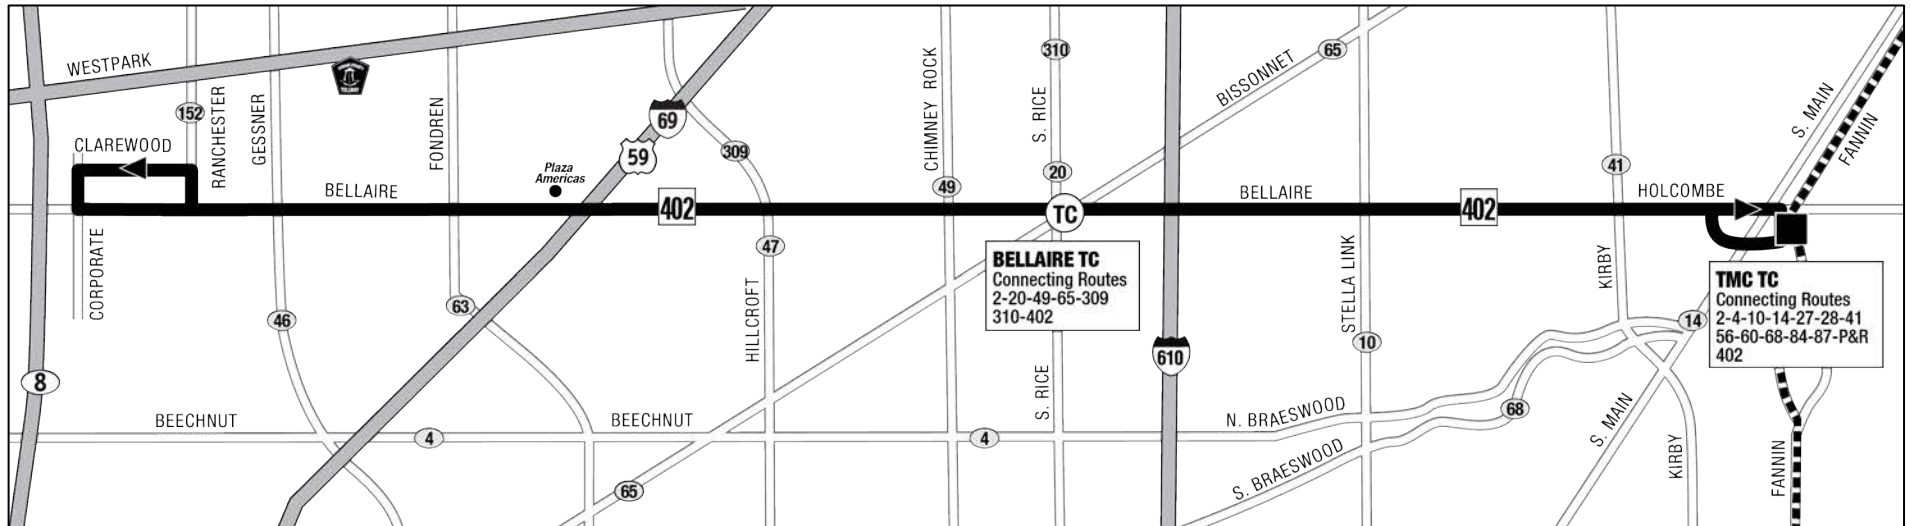 WESTPARK
CLAREWOOD
152
RANCHESTER
GESSNER
FONDREN
BELLAIRE
CORPORATE
Plaza
Americas
69
59
309
402
CHIMNEY ROCK
310
S. RICE
49
20
TC
BISSONNET
65
BELLAIRE
402
41
HOLCOMBE
S. MAIN
FANNIN
BELLAIRE TC
Connecting Routes
2-20-49-65-309
310-402
TMC TC
Connecting Routes
2-4-10-14-27-28-41
56-60-68-84-87-P&R
402
47
HILLCROFT
63
46
8
BEECHNUT
4
BEECHNUT
65
4
S. RICE
610
STELLA LINK
10
KIRBY
14
N. BRAESWOOD
S. BRAESWOOD
68
S. MAIN
KIRBY
FANNIN